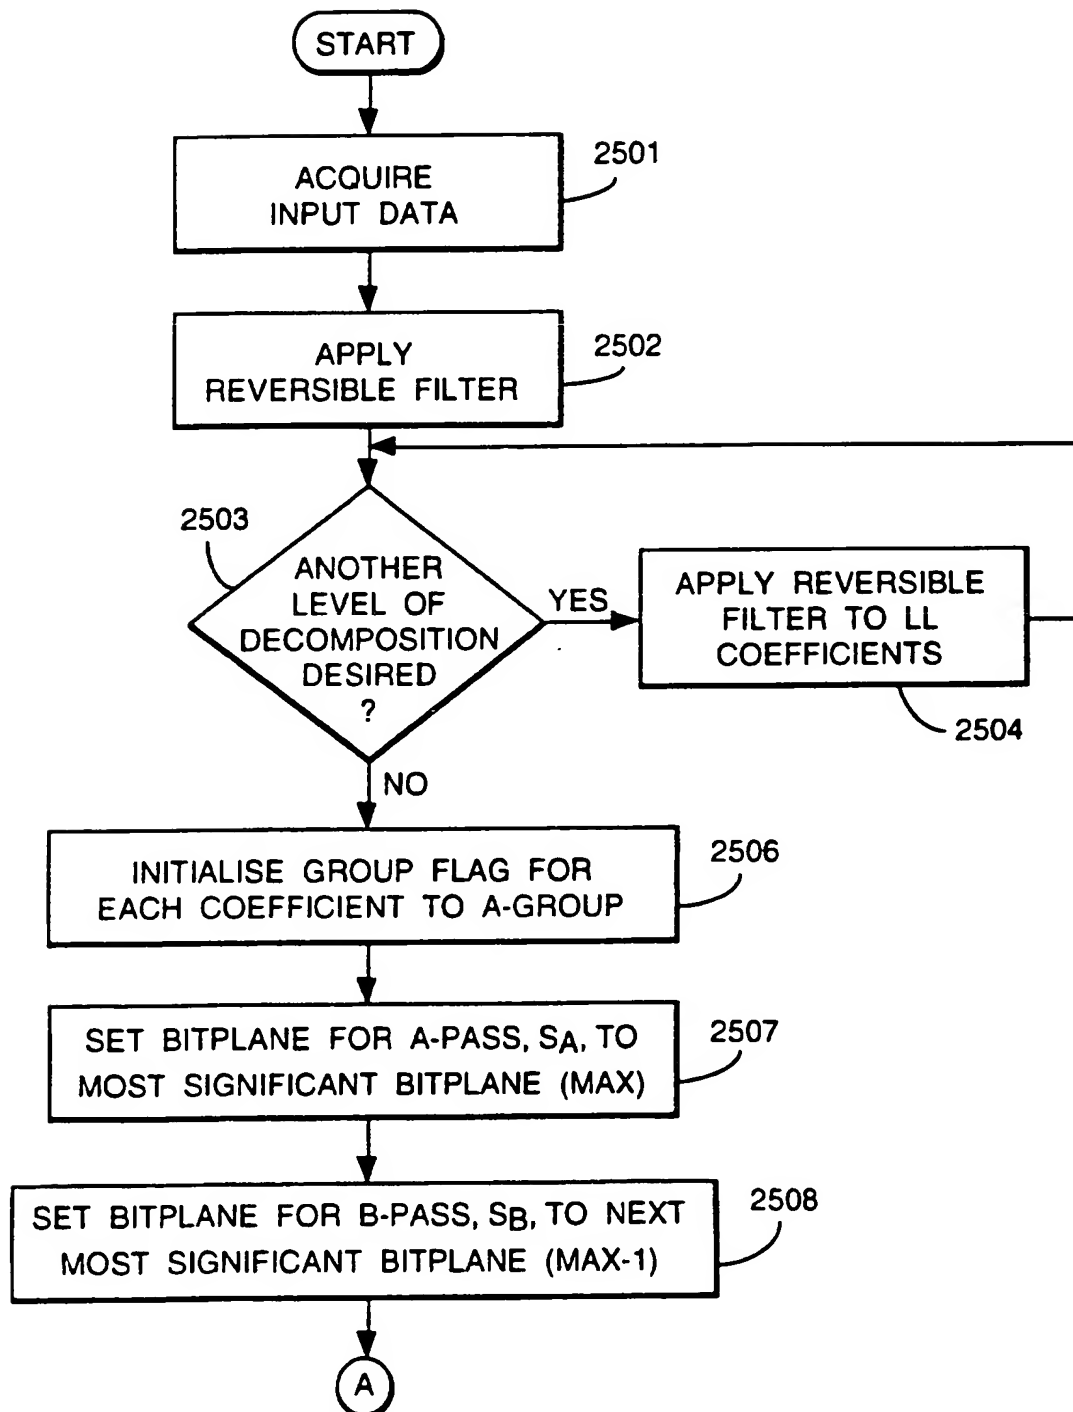 START
ACQUIRE
INPUT DATA
2501
APPLY
REVERSIBLE FILTER
2502
2503
ANOTHER
LEVEL OF
DECOMPOSITION
DESIRED
?
YES
APPLY REVERSIBLE
FILTER TO LL
COEFFICIENTS
2504
NO
INITIALISE GROUP FLAG FOR
EACH COEFFICIENT TO A-GROUP
2506
SET BITPLANE FOR A-PASS, SA, TO
MOST SIGNIFICANT BITPLANE (MAX)
2507
SET BITPLANE FOR B-PASS, SB, TO NEXT
MOST SIGNIFICANT BITPLANE (MAX-1)
2508
A